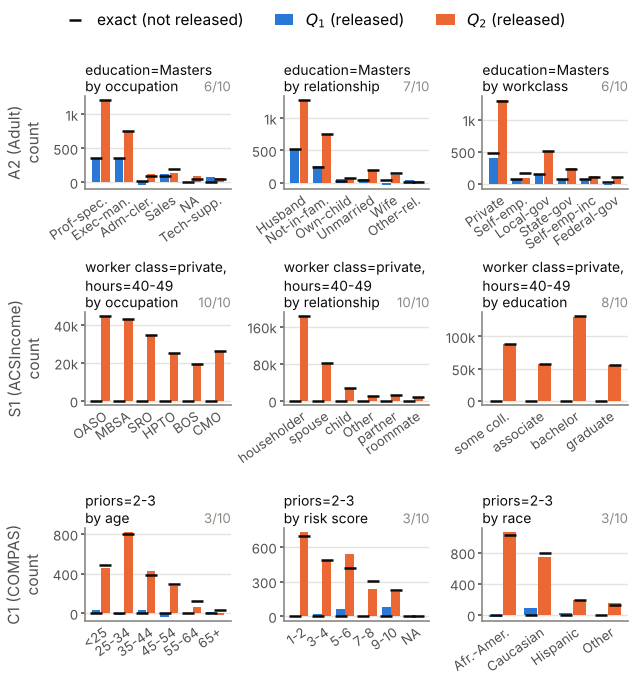 exact (not released) Q1 (released) Q2 (released)
education=Masters
by occupation 6/10
education=Masters
by relationship 7/10
education=Masters
by workclass 6/10
A2 (Adult)
count
1k
500
0
Prof-spec.
Exec-man.
Adm-cler.
Sales
NA
Tech-supp.
1k
500
0
Husband
Not-in-fam.
Own-child
Unmarried
Wife
Other-rel.
1k
500
0
Private
Self-emp.
Local-gov
State-gov
Self-emp-inc
Federal-gov
worker class=private,
hours=40-49
by occupation 10/10
worker class=private,
hours=40-49
by relationship 10/10
worker class=private,
hours=40-49
by education 8/10
S1 (ACSIncome)
count
40k
20k
0
OASO
MBSA
SRO
HPTO
BOS
CMO
160k
80k
0
householder
spouse
child
Other
partner
roommate
100k
50k
0
some coll.
associate
bachelor
graduate
priors=2-3
by age 3/10
priors=2-3
by risk score 3/10
priors=2-3
by race 3/10
C1 (COMPAS)
count
800
400
0
<25
25-34
35-44
45-54
55-64
65+
600
300
0
1-2
3-4
5-6
7-8
9-10
NA
800
400
0
Afr.-Amer.
Caucasian
Hispanic
Other